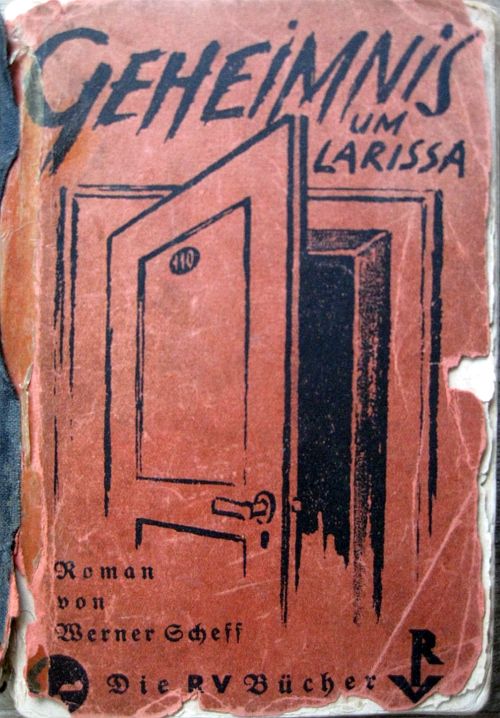 GEHEIMNIS
UM
LARISSA
110
Roman
von
Werner Scheff
Die RV Bücher
R